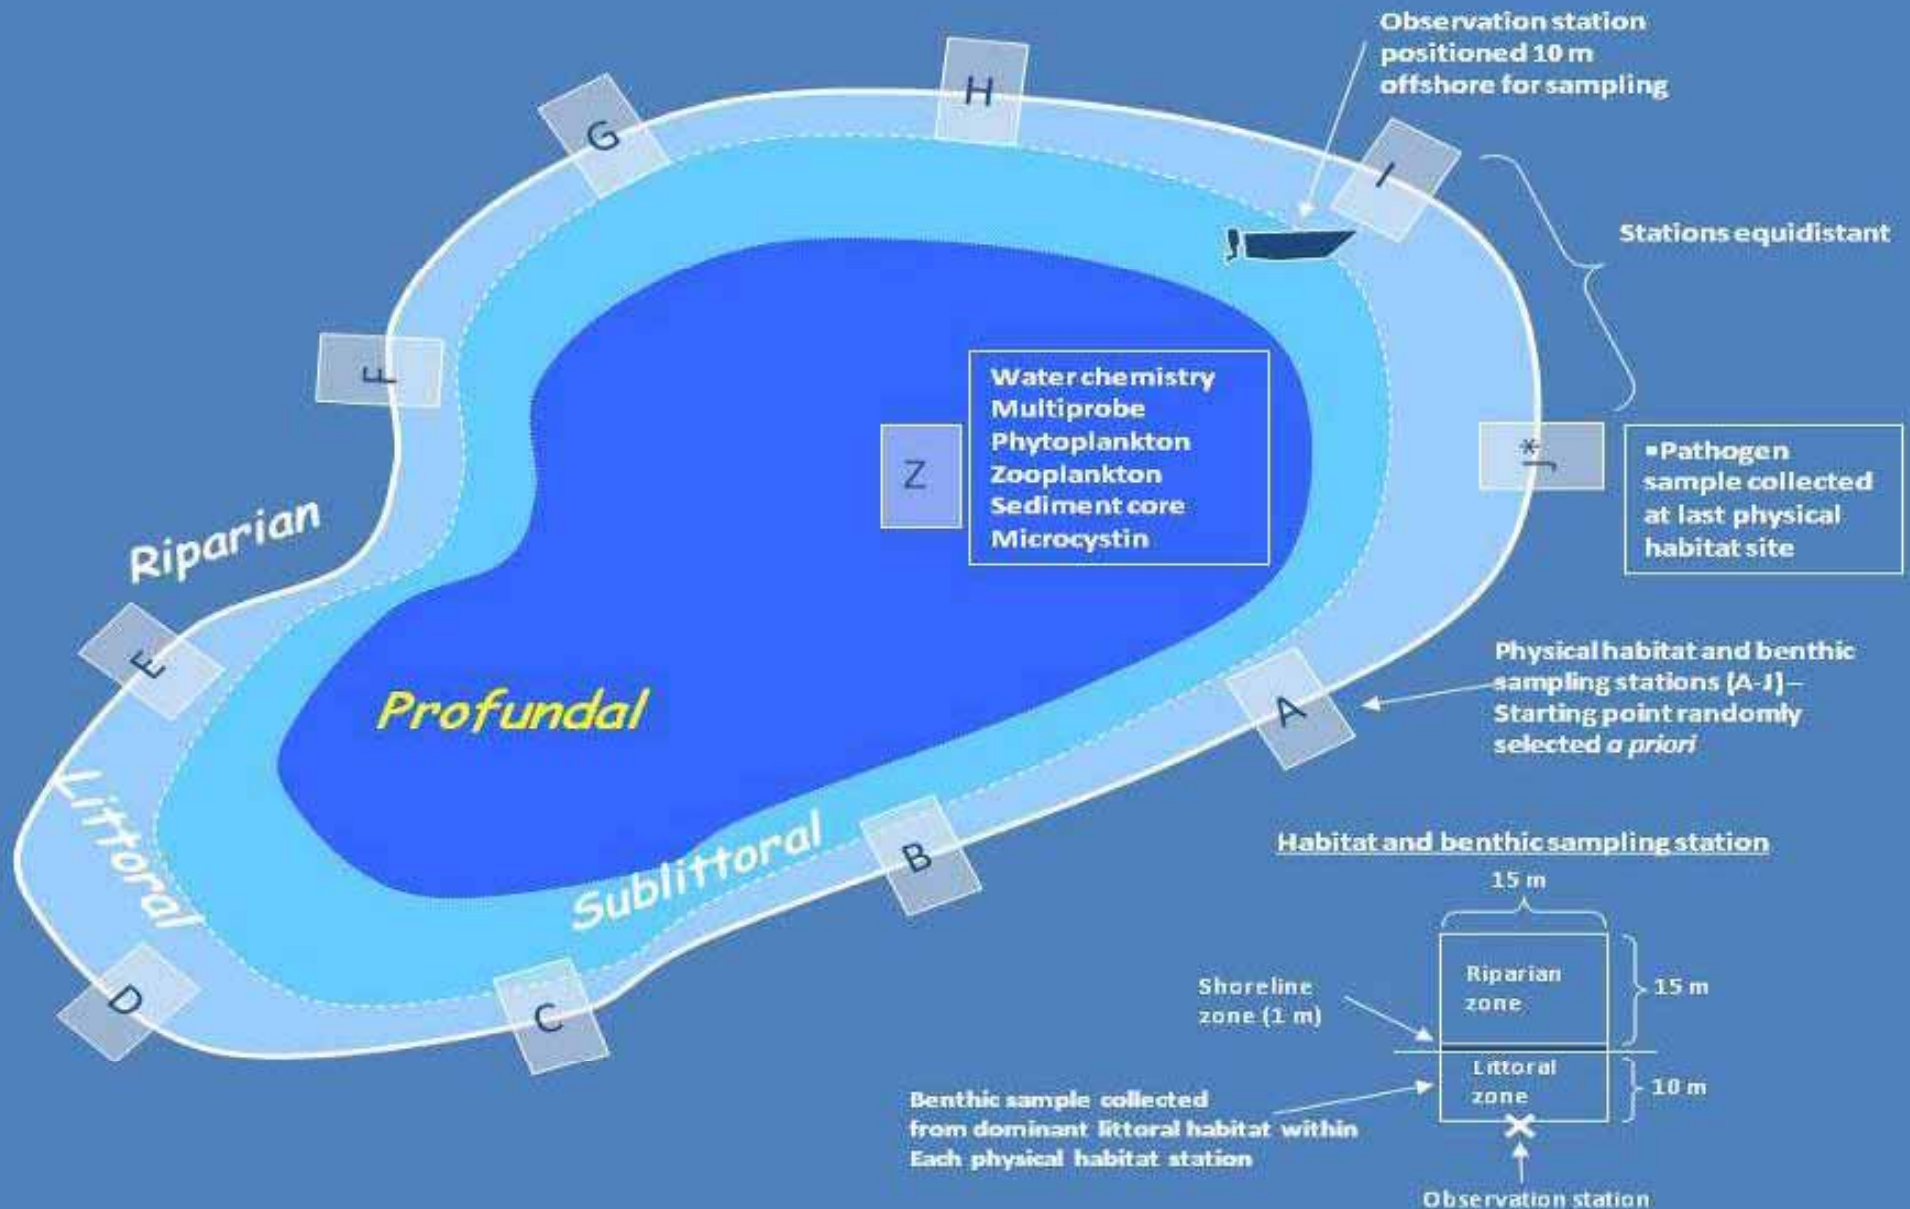 Observation station
positioned 10 m
offshore for sampling
H
G
I
Stations equidistant
F
Water chemistry
Multiprobe
Phytoplankton
Zooplankton
Sediment core
Microcystin
Z
J*
▪Pathogen
sample collected
at last physical
habitat site
Riparian
E
Profundal
A
Physical habitat and benthic
sampling stations (A-J) –
Starting point randomly
selected a priori
Littoral
Sublittoral
B
D
C
Habitat and benthic sampling station
15 m
Riparian
zone
15 m
Shoreline
zone (1 m)
Littoral
zone
10 m
Benthic sample collected
from dominant littoral habitat within
Each physical habitat station
Observation station